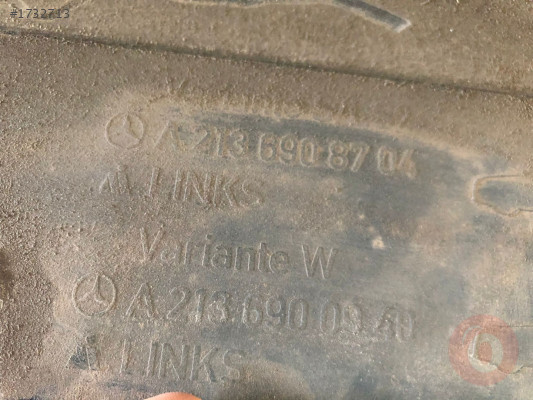 #1732713
A 213 690 87 04
LINKS
Variante W
A 213 690 09 40
LINKS